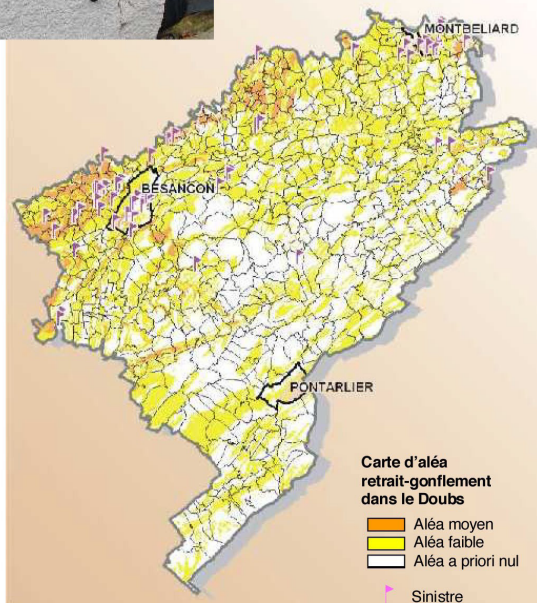 MONTBELIARD
BESANCON
PONTARLIER
Carte d'aléa
retrait-gonflement
dans le Doubs
Aléa moyen
Aléa faible
Aléa a priori nul
Sinistre